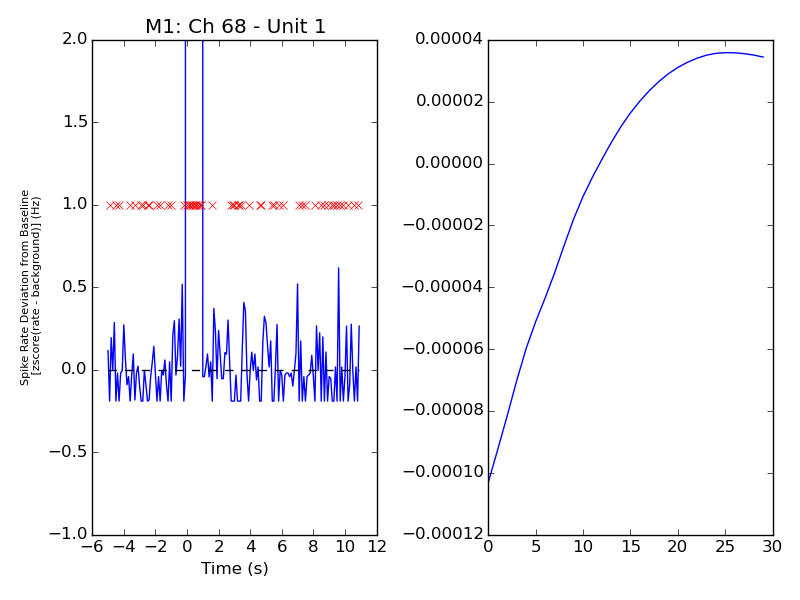 M1: Ch 68 - Unit 1
2.0
1.5
1.0
0.5
0.0
−0.5
−1.0
−6 −4 −2 0 2 4 6 8 10 12
Time (s)
Spike Rate Deviation from Baseline
[zscore(rate - background)] (Hz)
0.00004
0.00002
0.00000
−0.00002
−0.00004
−0.00006
−0.00008
−0.00010
−0.00012
0 5 10 15 20 25 30